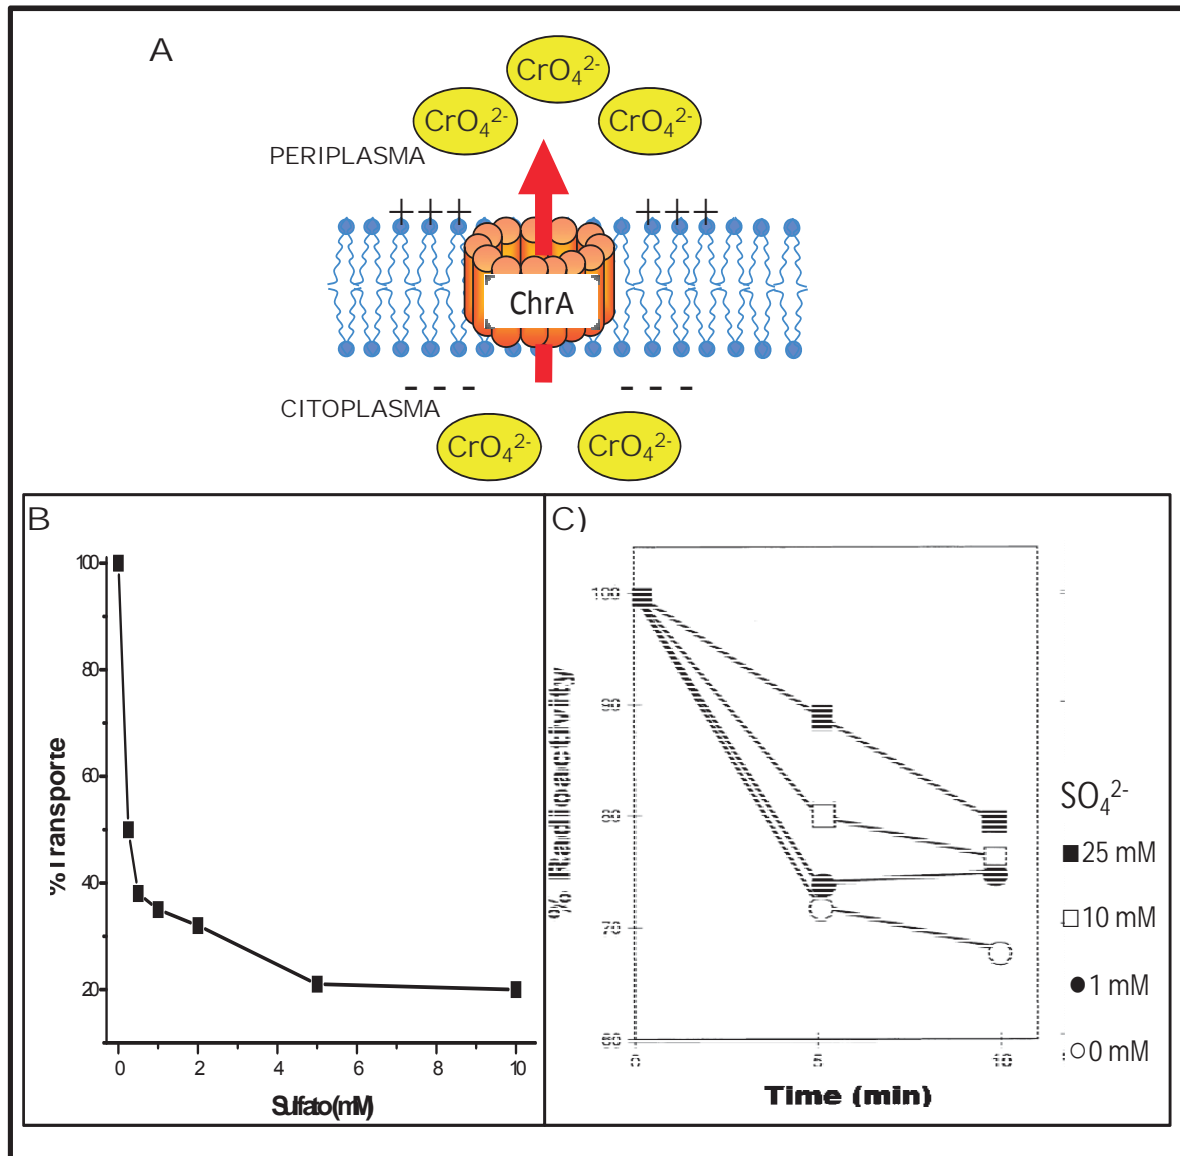 A
CrO₄²⁻
CrO₄²⁻ CrO₄²⁻
PERIPLASMA
+++ +++
ChrA
- - - - - -
CITOPLASMA
CrO₄²⁻ CrO₄²⁻
B
100
80
60
40
20
0 2 4 6 8 10
%Transporte
Sulfato(mM)
C)
100
90
80
70
60
0 5 10
% Radioactivity
Time (min)
SO₄²⁻
25 mM
10 mM
1 mM
0 mM